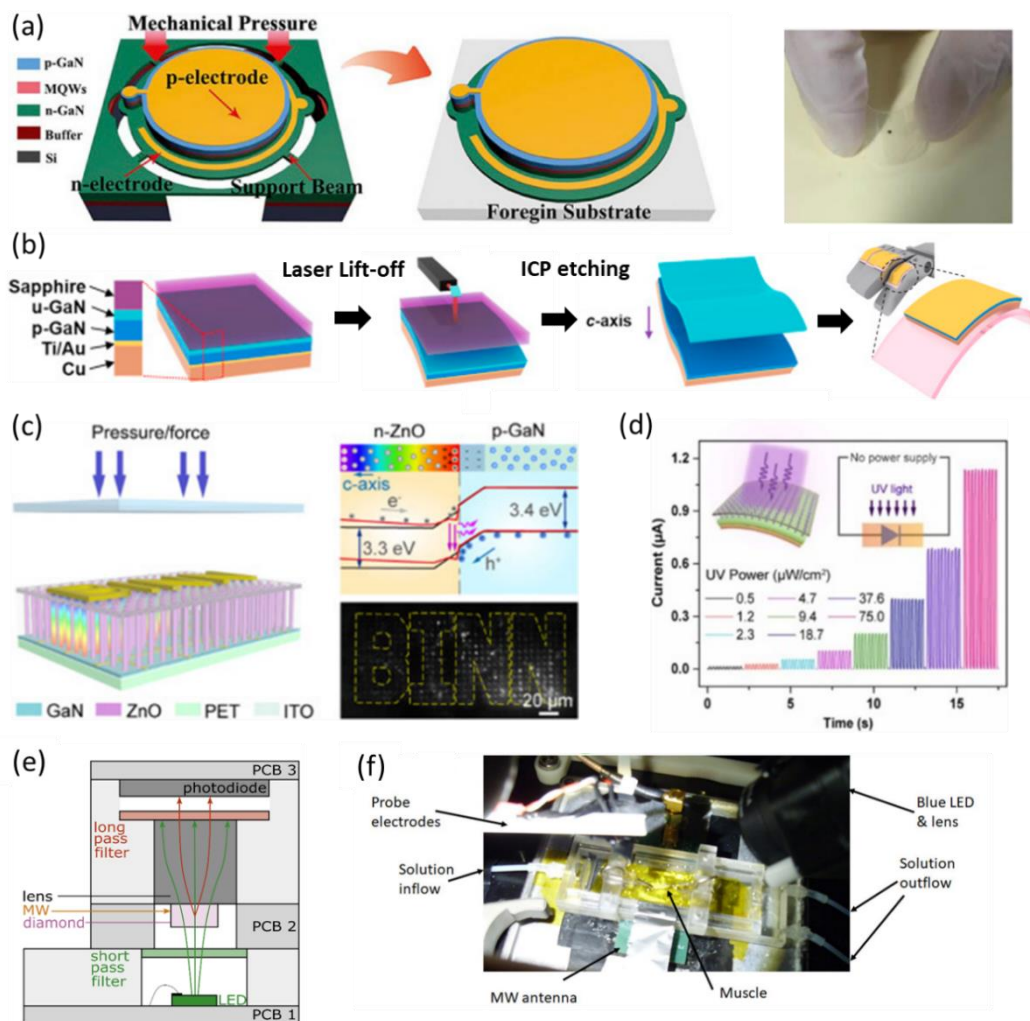 (a)
Mechanical Pressure
p-GaN
MQWs
n-GaN
Buffer
Si
p-electrode
n-electrode
Support Beam
Foregin Substrate
(b)
Sapphire
u-GaN
p-GaN
Ti/Au
Cu
Laser Lift-off
ICP etching
c-axis
(c)
Pressure/force
GaN
ZnO
PET
ITO
n-ZnO
p-GaN
c-axis
e-
3.3 eV
3.4 eV
h+
BINN
20 μm
(d)
Current (μA)
1.2
0.9
0.6
0.3
0.0
No power supply
UV light
UV Power (μW/cm²)
0.5 4.7 37.6
1.2 9.4 75.0
2.3 18.7
0 5 10 15
Time (s)
(e)
PCB 3
photodiode
long pass
filter
lens
MW
diamond
PCB 2
short
pass
filter
LED
PCB 1
(f)
Probe
electrodes
Solution
inflow
MW antenna
Muscle
Blue LED
& lens
Solution
outflow